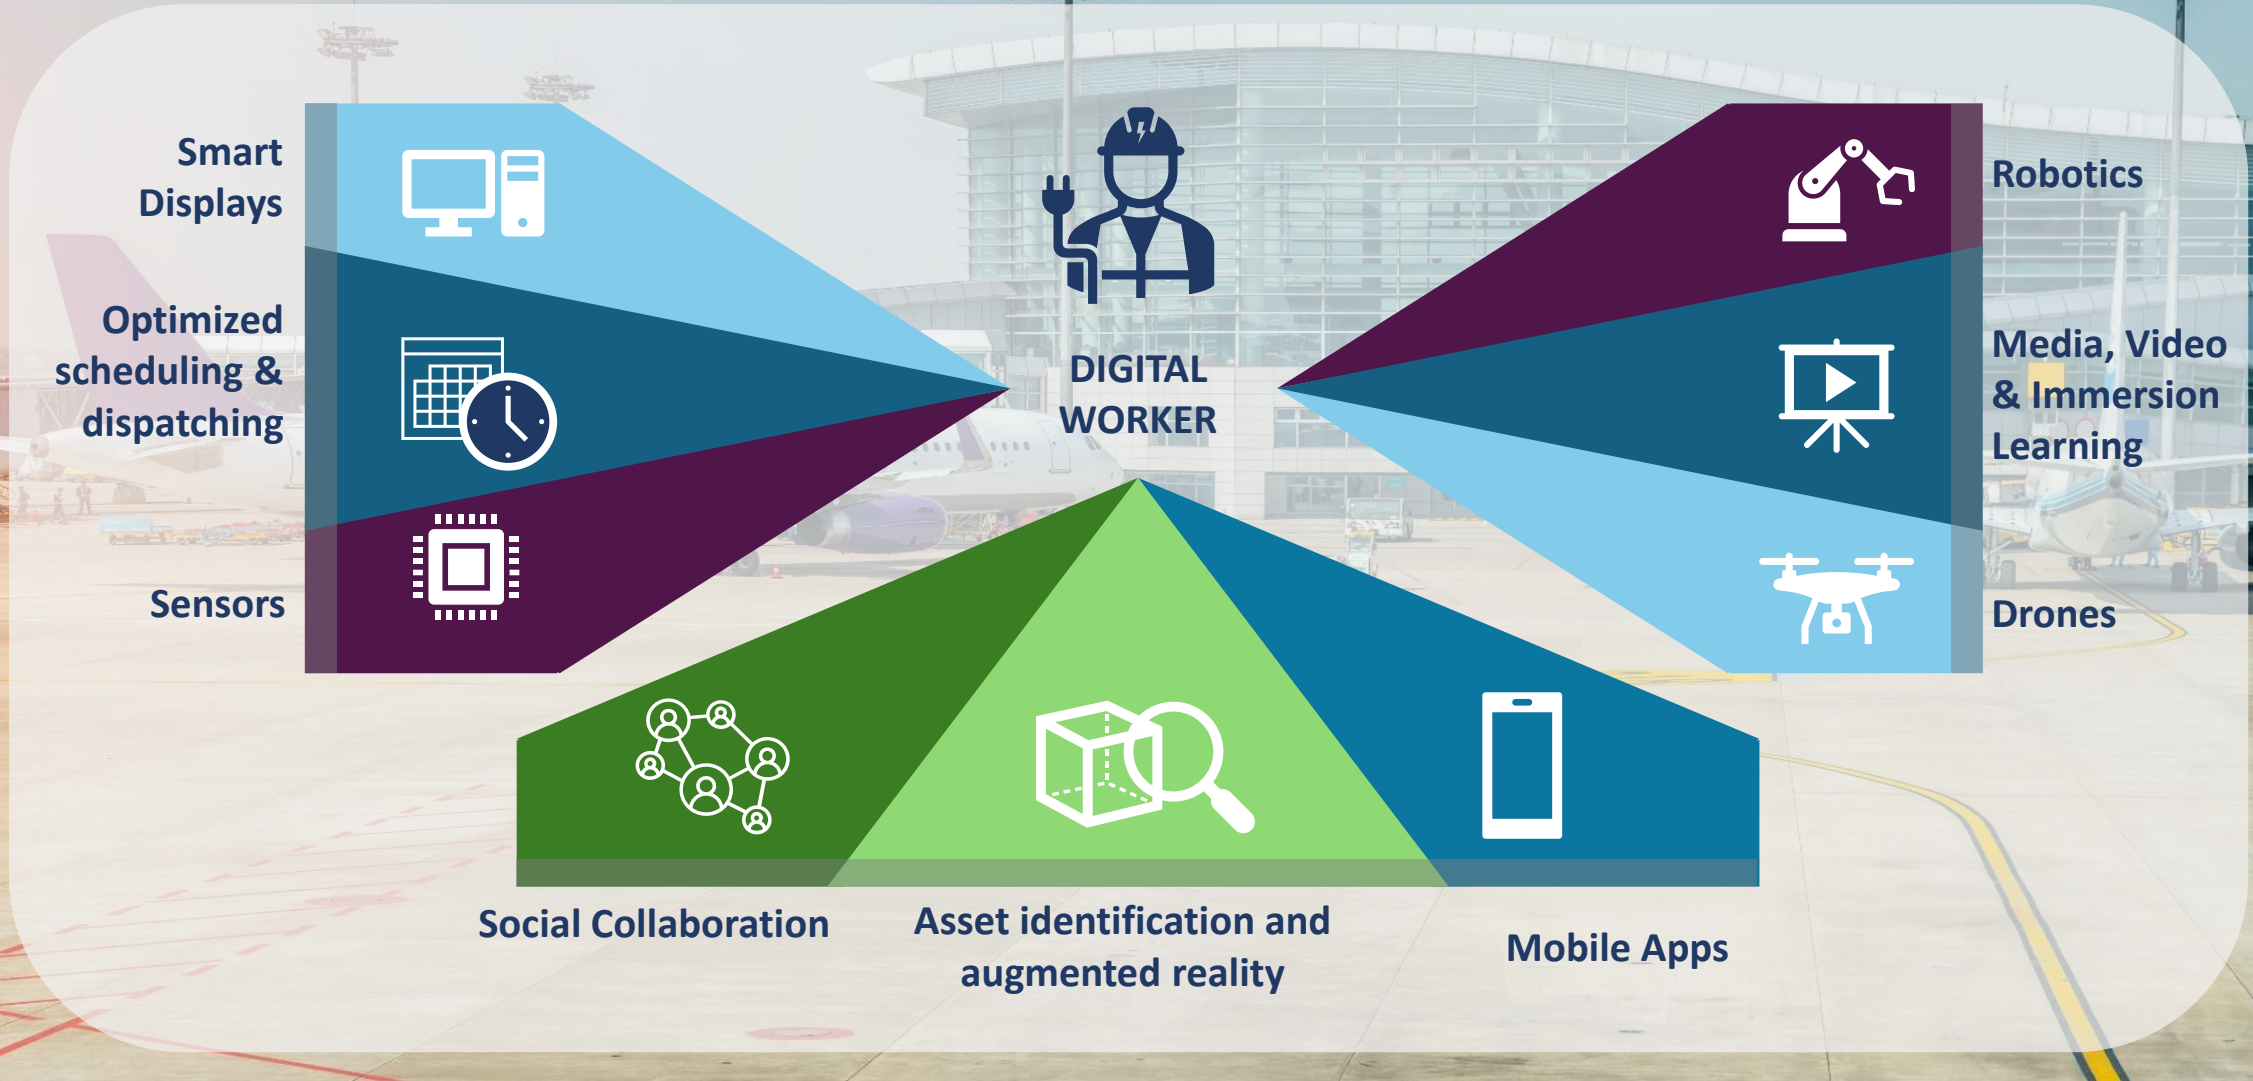 Smart
Displays
Optimized
scheduling &
dispatching
Sensors
DIGITAL
WORKER
Robotics
Media, Video
& Immersion
Learning
Drones
Social Collaboration
Asset identification and
augmented reality
Mobile Apps